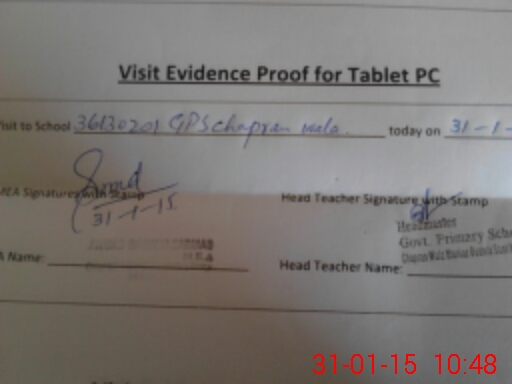 Visit Evidence Proof for Tablet PC
isit to School 36130201 GPS Chapran wala today on 31-1-
MEA Signatures with Stamp
31-1-15
Head Teacher Signature with Stamp
Headmaster
Govt. Primary Scho
A Name:
M.E.A
Head Teacher Name:
31-01-15 10:48